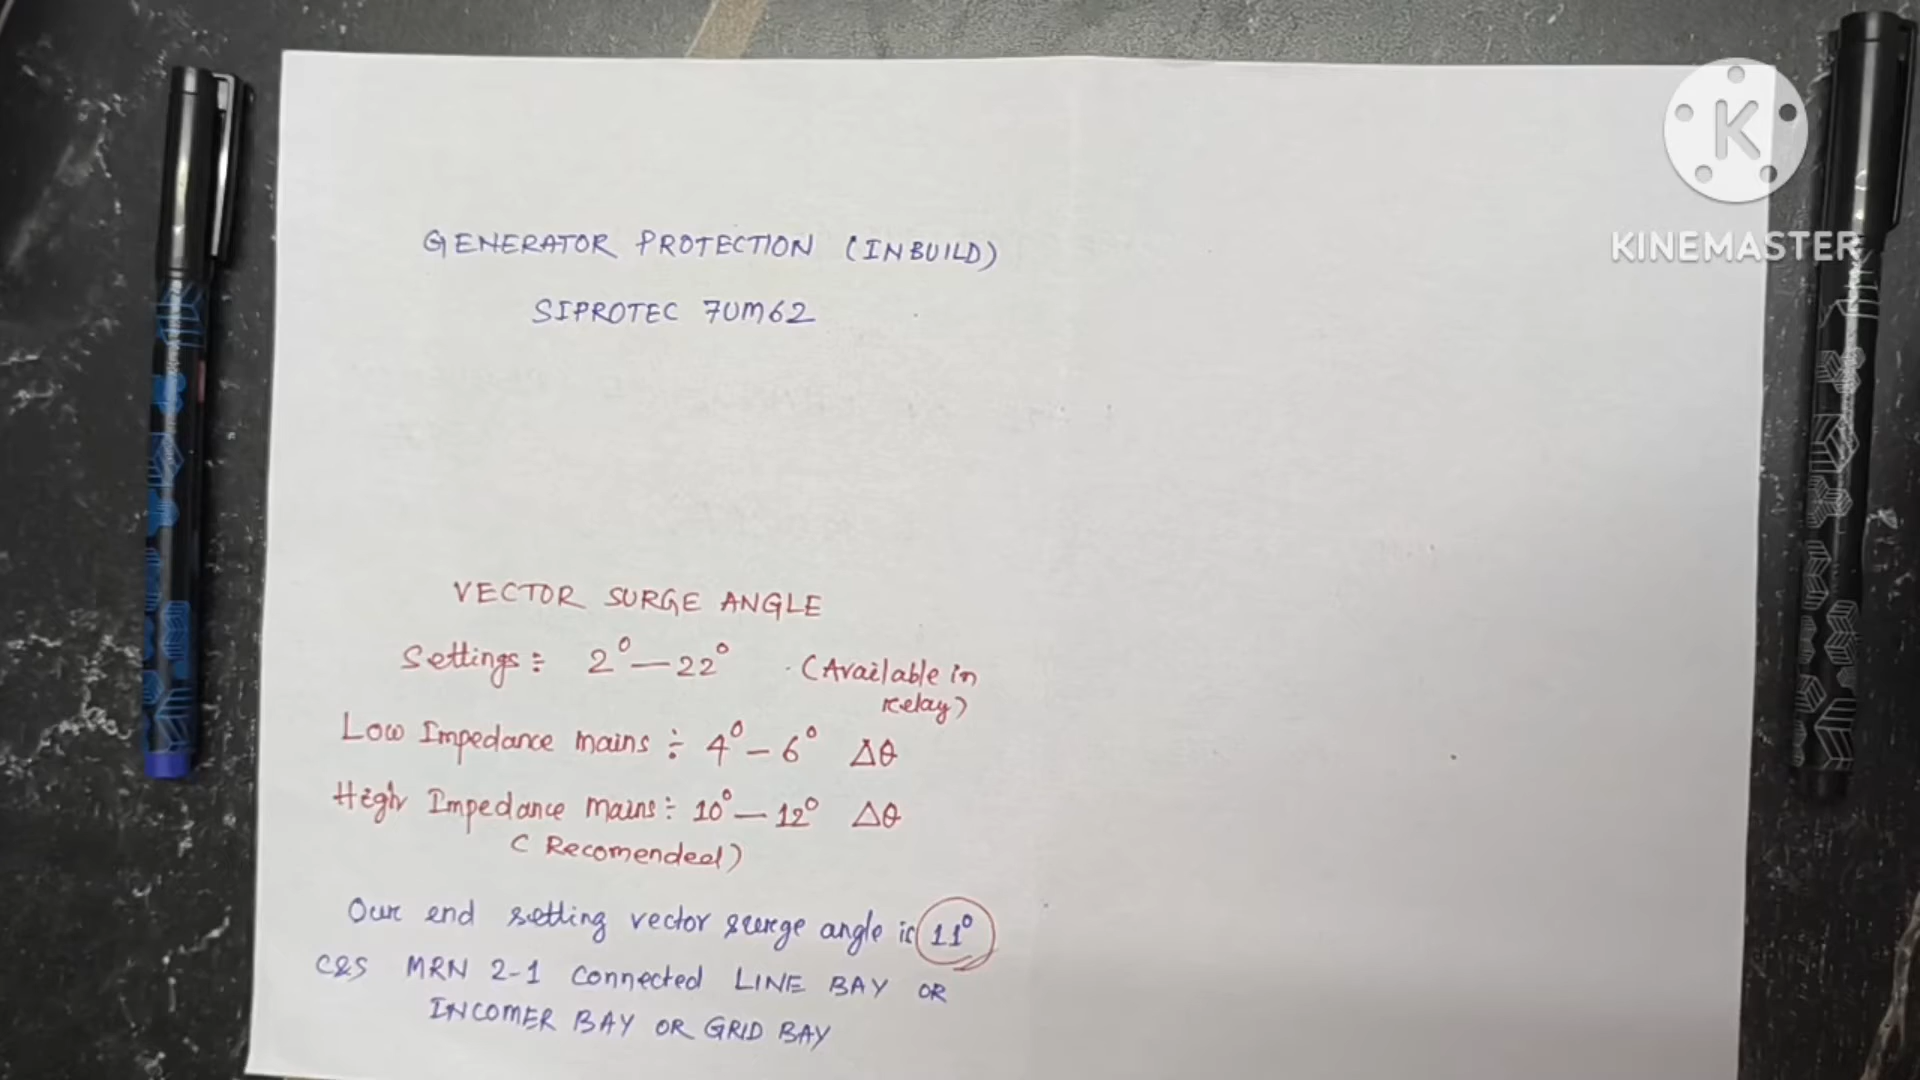 GENERATOR PROTECTION (INBUILD)
SIPROTEC 7UM62
VECTOR SURGE ANGLE
Settings ÷ 2° — 22° (Available in
relay)
Low Impedance mains ÷ 4° — 6° Δθ
High Impedance mains ÷ 10° — 12° Δθ
(Recomended)
Our end setting vector surge angle is 11°
C&S MRN 2-1 Connected LINE BAY OR
INCOMER BAY OR GRID BAY
K
KINEMASTER